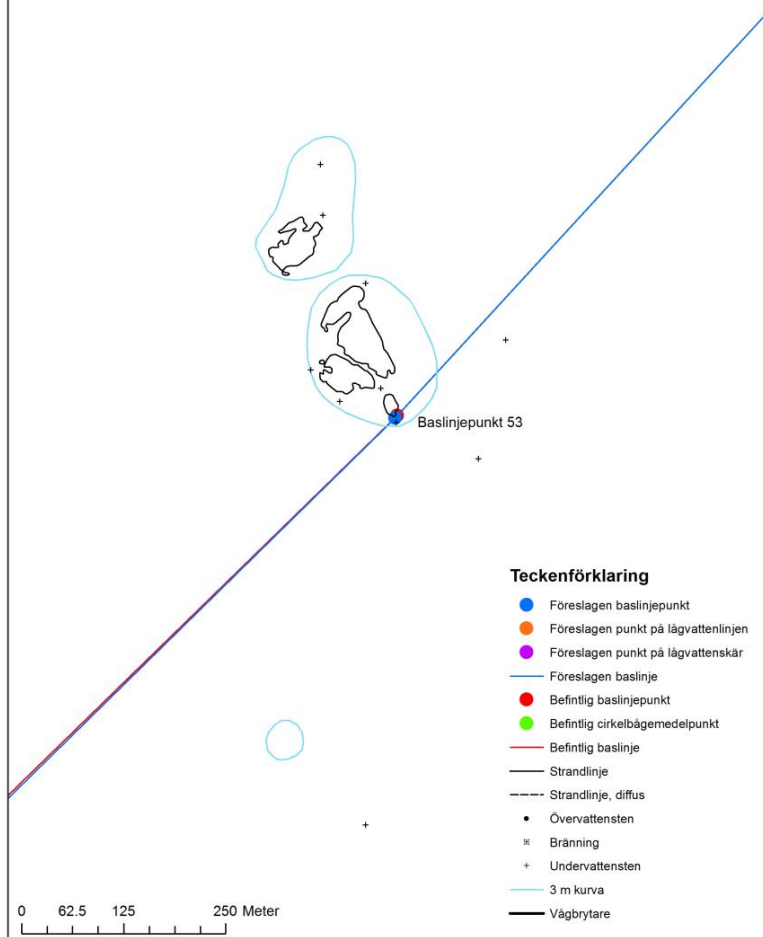 Baslinjepunkt 53
Teckenförklaring
Föreslagen baslinjepunkt
Föreslagen punkt på lågvattenlinjen
Föreslagen punkt på lågvattenskär
Föreslagen baslinje
Befintlig baslinjepunkt
Befintlig cirkelbågemedelpunkt
Befintlig baslinje
Strandlinje
Strandlinje, diffus
Övervattensten
Bränning
Undervattensten
3 m kurva
Vågbrytare
0 62.5 125 250 Meter